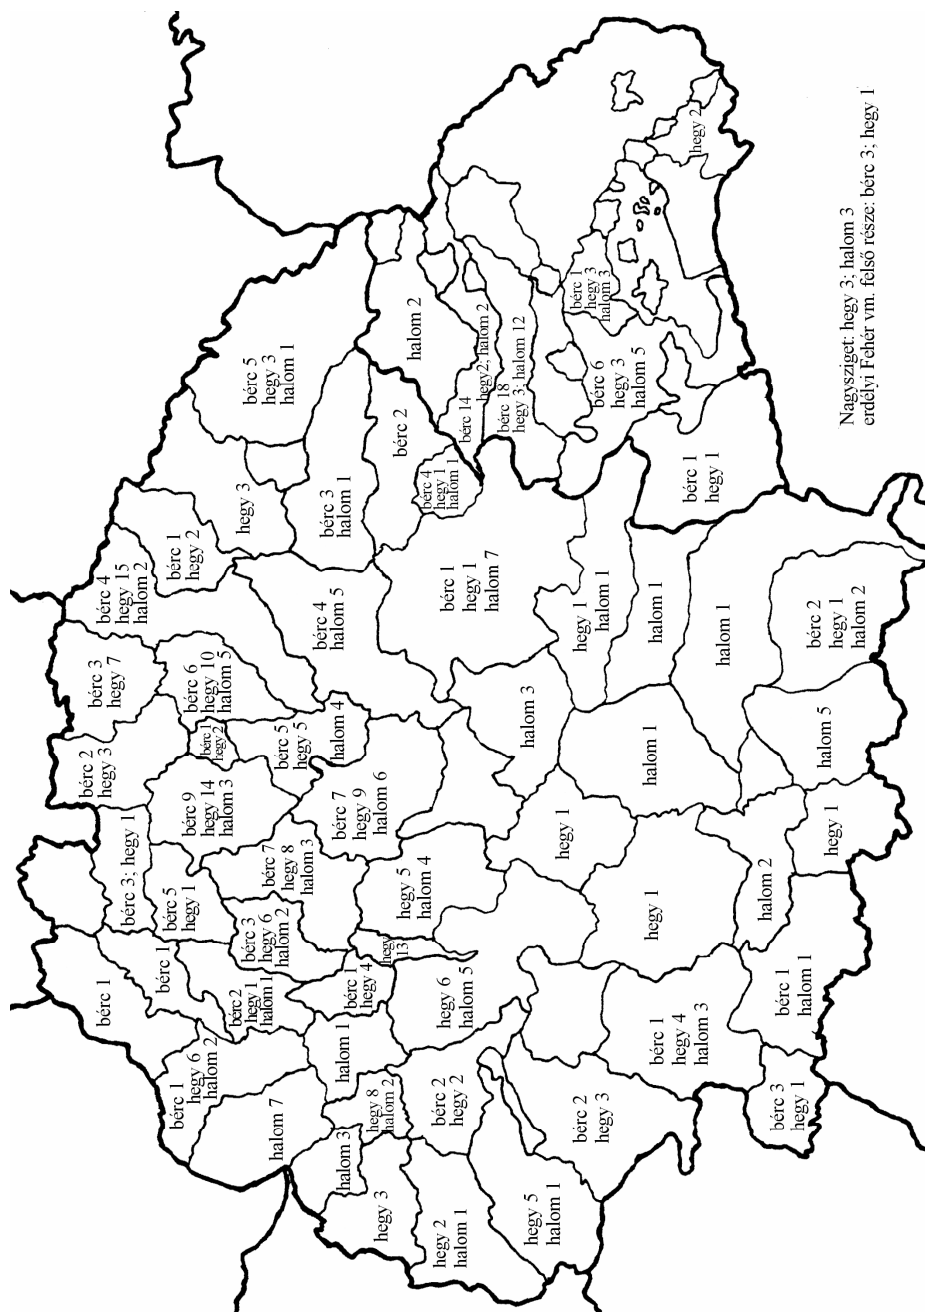 bérc 1
bérc 2
hegy 3
bérc 3
hegy 7
bérc 4
hegy 15
halom 2
bérc 3; hegy 1
bérc 1
hegy 6
halom 2
bérc 1
bérc 5
hegy 1
bérc 9
hegy 14
halom 3
bérc 1
hegy 2
bérc 6
hegy 10
halom 5
bérc 1
hegy 2
halom 7
bérc 2
hegy 1
halom 1
bérc 3
hegy 6
halom 2
bérc 7
hegy 8
halom 3
bérc 5
hegy 5
hegy 3
bérc 5
hegy 3
halom 1
halom 3
halom 1
bérc 1
hegy 4
bérc 7
hegy 9
halom 6
halom 4
bérc 4
halom 5
bérc 3
halom 1
hegy 3
hegy 8
halom 2
hegy
13
hegy 5
halom 4
bérc 2
halom 2
hegy 2
halom 1
bérc 2
hegy 2
hegy 6
halom 5
bérc 1
hegy 1
halom 7
bérc 4
hegy 1
halom 1
bérc 14
hegy2; halom 2
bérc 18
hegy 3; halom 12
hegy 5
halom 1
bérc 2
hegy 3
hegy 1
halom 3
hegy 1
halom 1
bérc 6
hegy 3
halom 5
bérc 1
hegy 3
halom 3
bérc 1
hegy 4
halom 3
hegy 1
halom 1
halom 1
bérc 1
hegy 1
hegy 2
bérc 3
hegy 1
bérc 1
halom 1
halom 2
hegy 1
halom 5
halom 1
bérc 2
hegy 1
halom 2
Nagysziget: hegy 3; halom 3
erdélyi Fehér vm. felső része: bérc 3; hegy 1